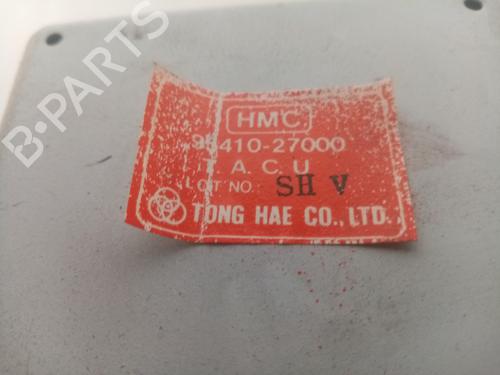 B-PARTS
HMC
95410-27000
T A. C. U
LOT NO. SH V
TONG HAE CO., LTD.